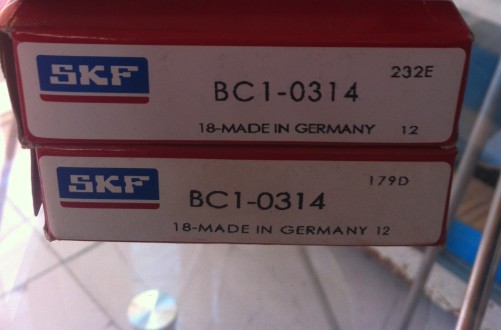 SKF
232E
BC1-0314
18-MADE IN GERMANY 12
SKF
179D
BC1-0314
18-MADE IN GERMANY 12